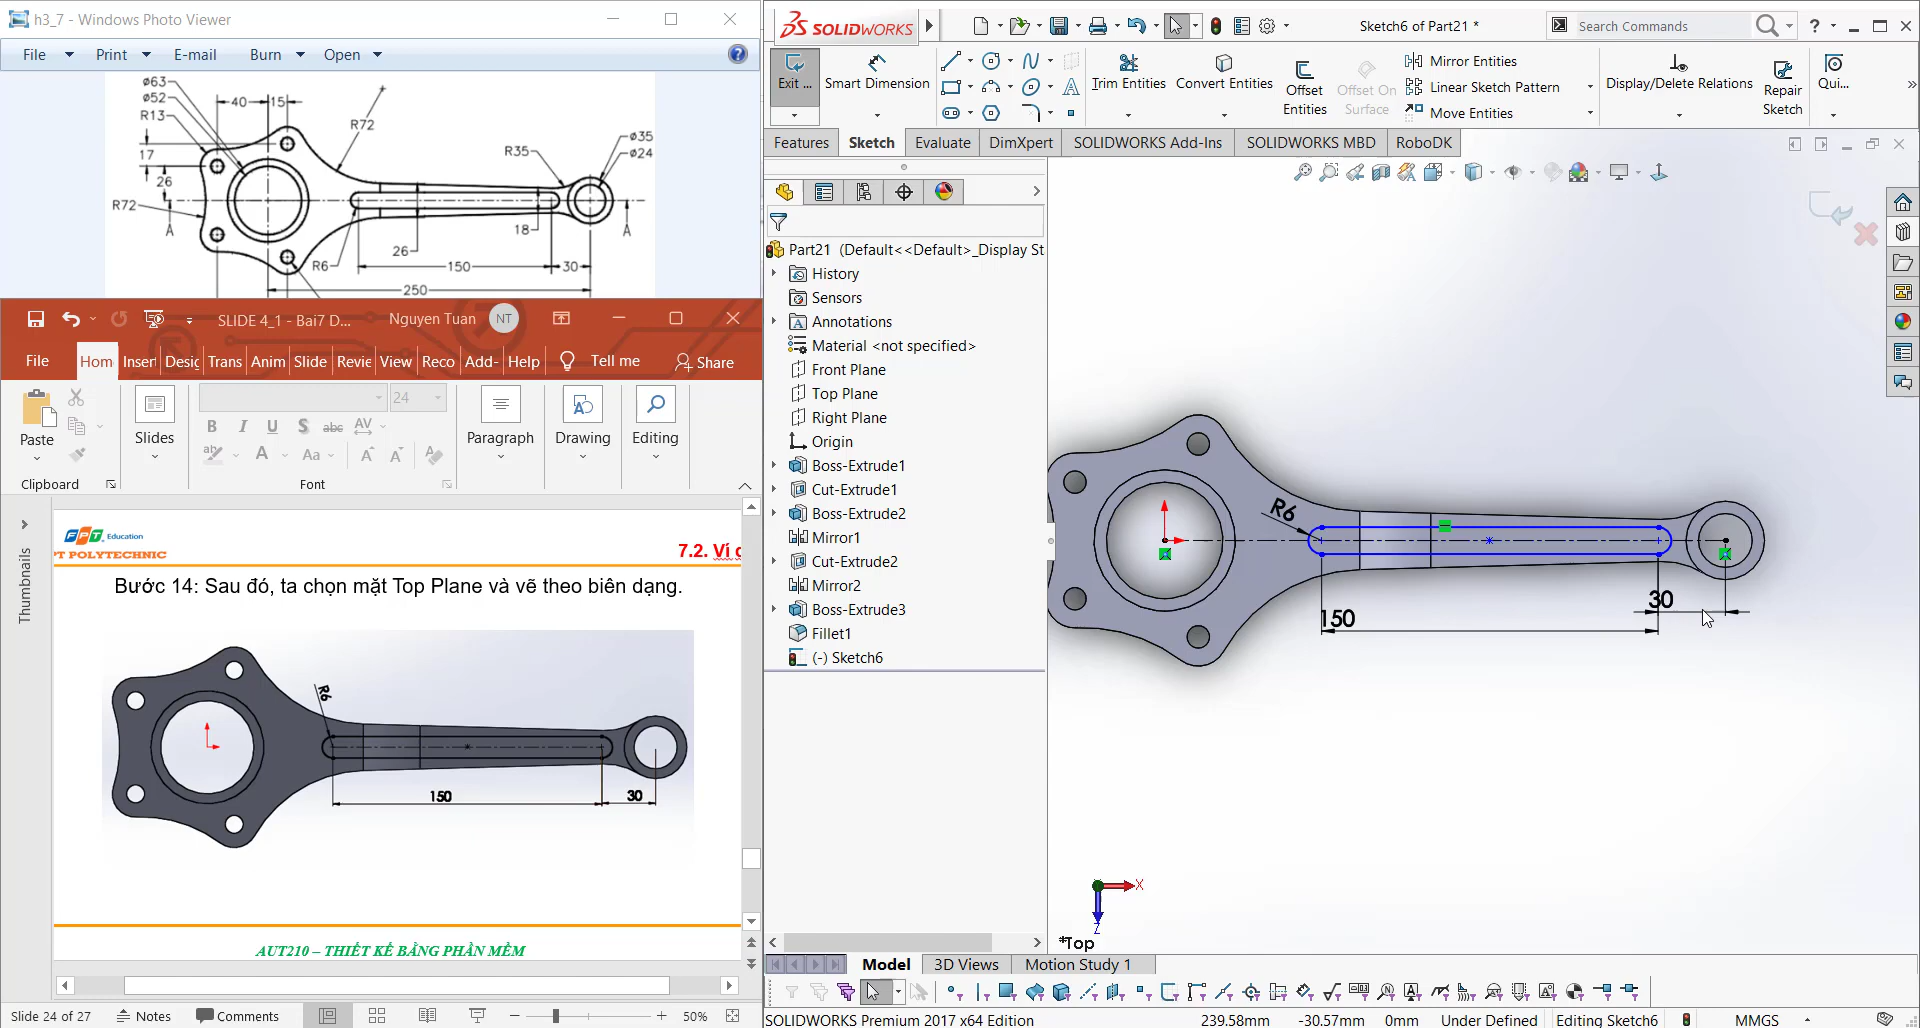 h3_7 - Windows Photo Viewer
File Print E-mail Burn Open
ø63
ø52
R13
40 15
R72
R35
ø35
ø24
17
26
R72
A A
R6
26
18
150 30
250
SLIDE 4_1 - Bai7 D... Nguyen Tuan NT
File Hom Inser Desig Trans Anim Slide Revie View Reco Add- Help Tell me Share
Paste
Slides
24
B I U S abc AV
A Aa A A
Paragraph
Drawing
Editing
Clipboard Font
Thumbnails
FPT Education
PT POLYTECHNIC
7.2. Ví
Bước 14: Sau đó, ta chọn mặt Top Plane và vẽ theo biên dạng.
R6
150 30
AUT210 – THIẾT KẾ BẰNG PHẦN MỀM
Slide 24 of 27 Notes Comments 50%
SOLIDWORKS
Sketch6 of Part21 *
Search Commands
Exit ...
Smart Dimension
Trim Entities
Convert Entities
Offset Entities
Offset On Surface
Mirror Entities
Linear Sketch Pattern
Move Entities
Display/Delete Relations
Repair Sketch
Qui...
Features Sketch Evaluate DimXpert SOLIDWORKS Add-Ins SOLIDWORKS MBD RoboDK
Part21 (Default<<Default>_Display St
History
Sensors
Annotations
Material <not specified>
Front Plane
Top Plane
Right Plane
Origin
Boss-Extrude1
Cut-Extrude1
Boss-Extrude2
Mirror1
Cut-Extrude2
Mirror2
Boss-Extrude3
Fillet1
(-) Sketch6
R6
150
30
X
Z
*Top
Model 3D Views Motion Study 1
SOLIDWORKS Premium 2017 x64 Edition 239.58mm -30.57mm 0mm Under Defined Editing Sketch6 MMGS